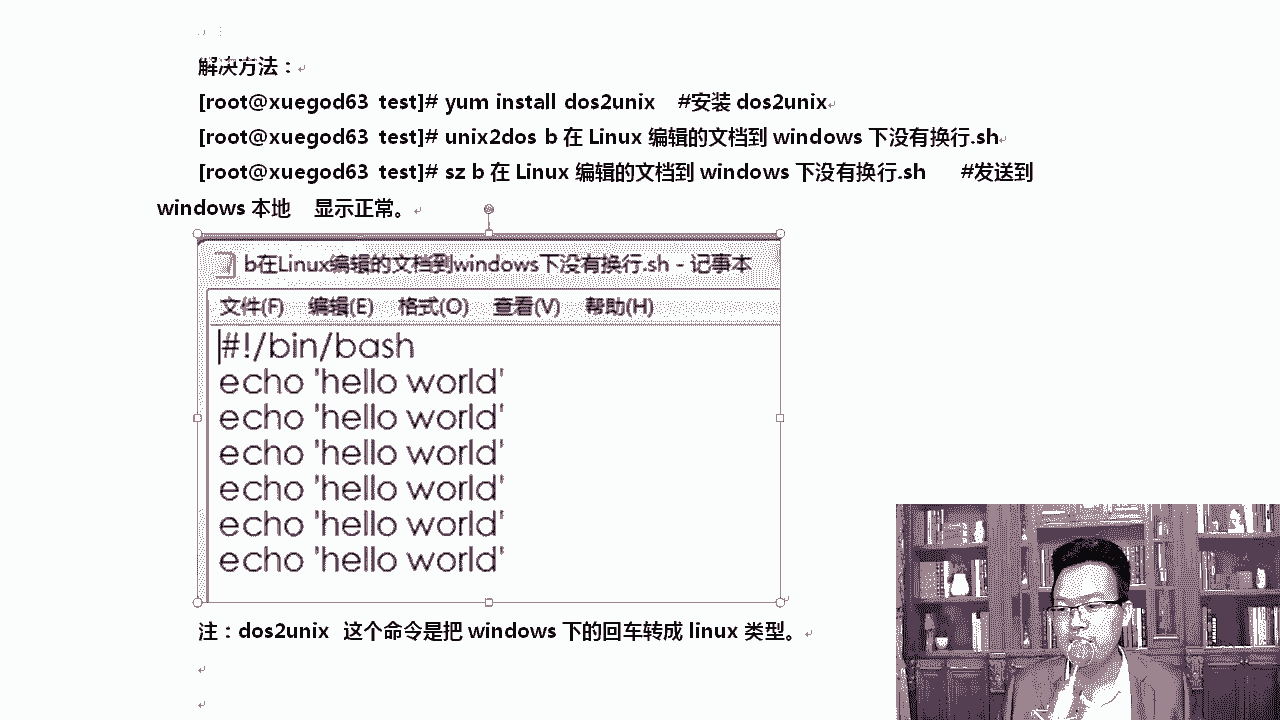 解决方法：
[root@xuegod63 test]# yum install dos2unix #安装 dos2unix
[root@xuegod63 test]# unix2dos b 在 Linux 编辑的文档到 windows 下没有换行.sh
[root@xuegod63 test]# sz b 在 Linux 编辑的文档到 windows 下没有换行.sh #发送到
windows 本地 显示正常。
b在Linux编辑的文档到windows下没有换行.sh - 记事本
文件(F) 编辑(E) 格式(O) 查看(V) 帮助(H)
#!/bin/bash
echo 'hello world'
echo 'hello world'
echo 'hello world'
echo 'hello world'
echo 'hello world'
echo 'hello world'
注：dos2unix 这个命令是把 windows 下的回车转成 linux 类型。